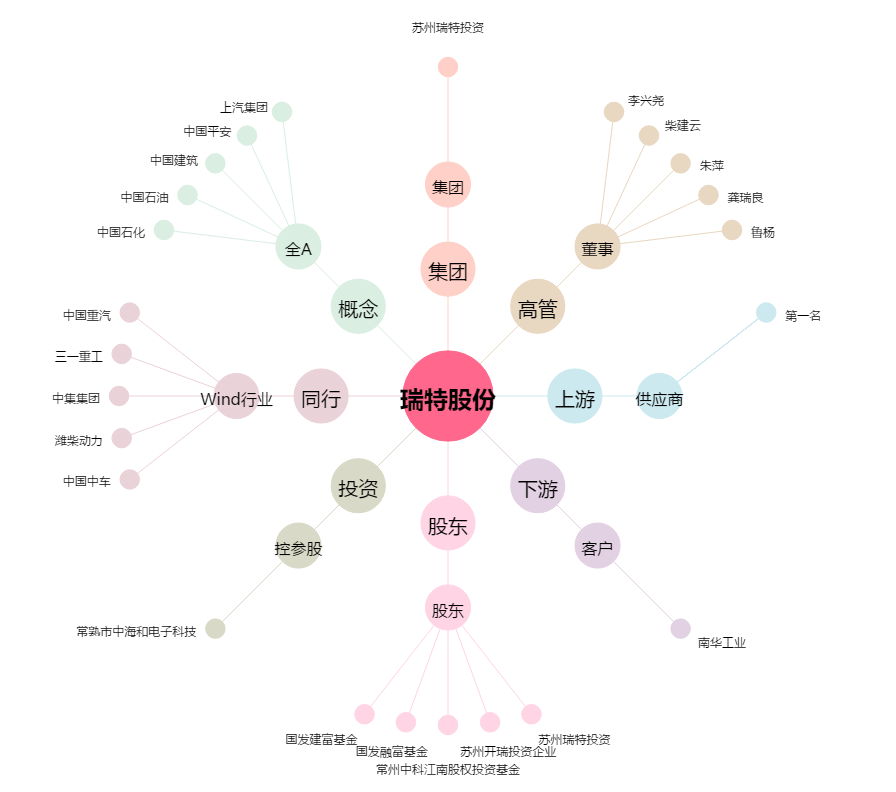 苏州瑞特投资
上汽集团
李兴尧
中国平安
柴建云
中国建筑
朱萍
中国石油
龚瑞良
中国石化
鲁杨
集团
全A
董事
集团
概念
高管
中国重汽
第一名
三一重工
中集集团
Wind行业
同行
瑞特股份
上游
供应商
潍柴动力
中国中车
投资
下游
股东
控参股
客户
股东
常熟市中海和电子科技
南华工业
国发建富基金
苏州瑞特投资
国发融富基金
苏州开瑞投资企业
常州中科江南股权投资基金